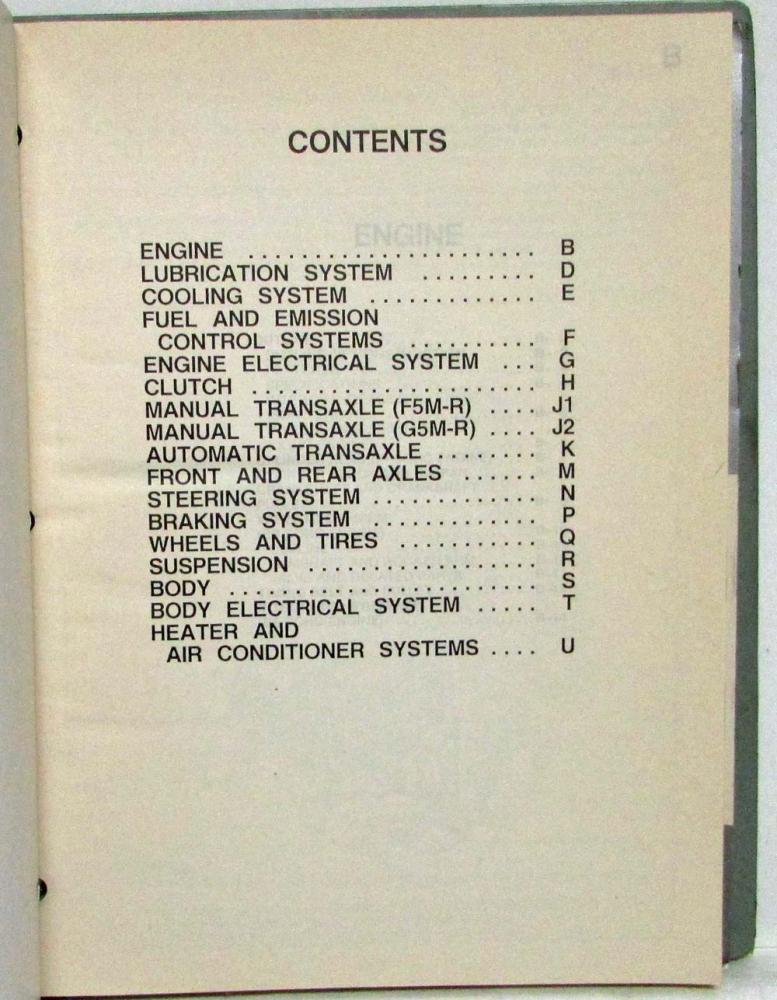 B
CONTENTS
ENGINE
ENGINE ...................... B
LUBRICATION SYSTEM ......... D
COOLING SYSTEM ............. E
FUEL AND EMISSION
CONTROL SYSTEMS .......... F
ENGINE ELECTRICAL SYSTEM ... G
CLUTCH ...................... H
MANUAL TRANSAXLE (F5M-R) .... J1
MANUAL TRANSAXLE (G5M-R) .... J2
AUTOMATIC TRANSAXLE ........ K
FRONT AND REAR AXLES ...... M
STEERING SYSTEM ............. N
BRAKING SYSTEM ............. P
WHEELS AND TIRES ........... Q
SUSPENSION .................. R
BODY ........................ S
BODY ELECTRICAL SYSTEM ..... T
HEATER AND
AIR CONDITIONER SYSTEMS .... U